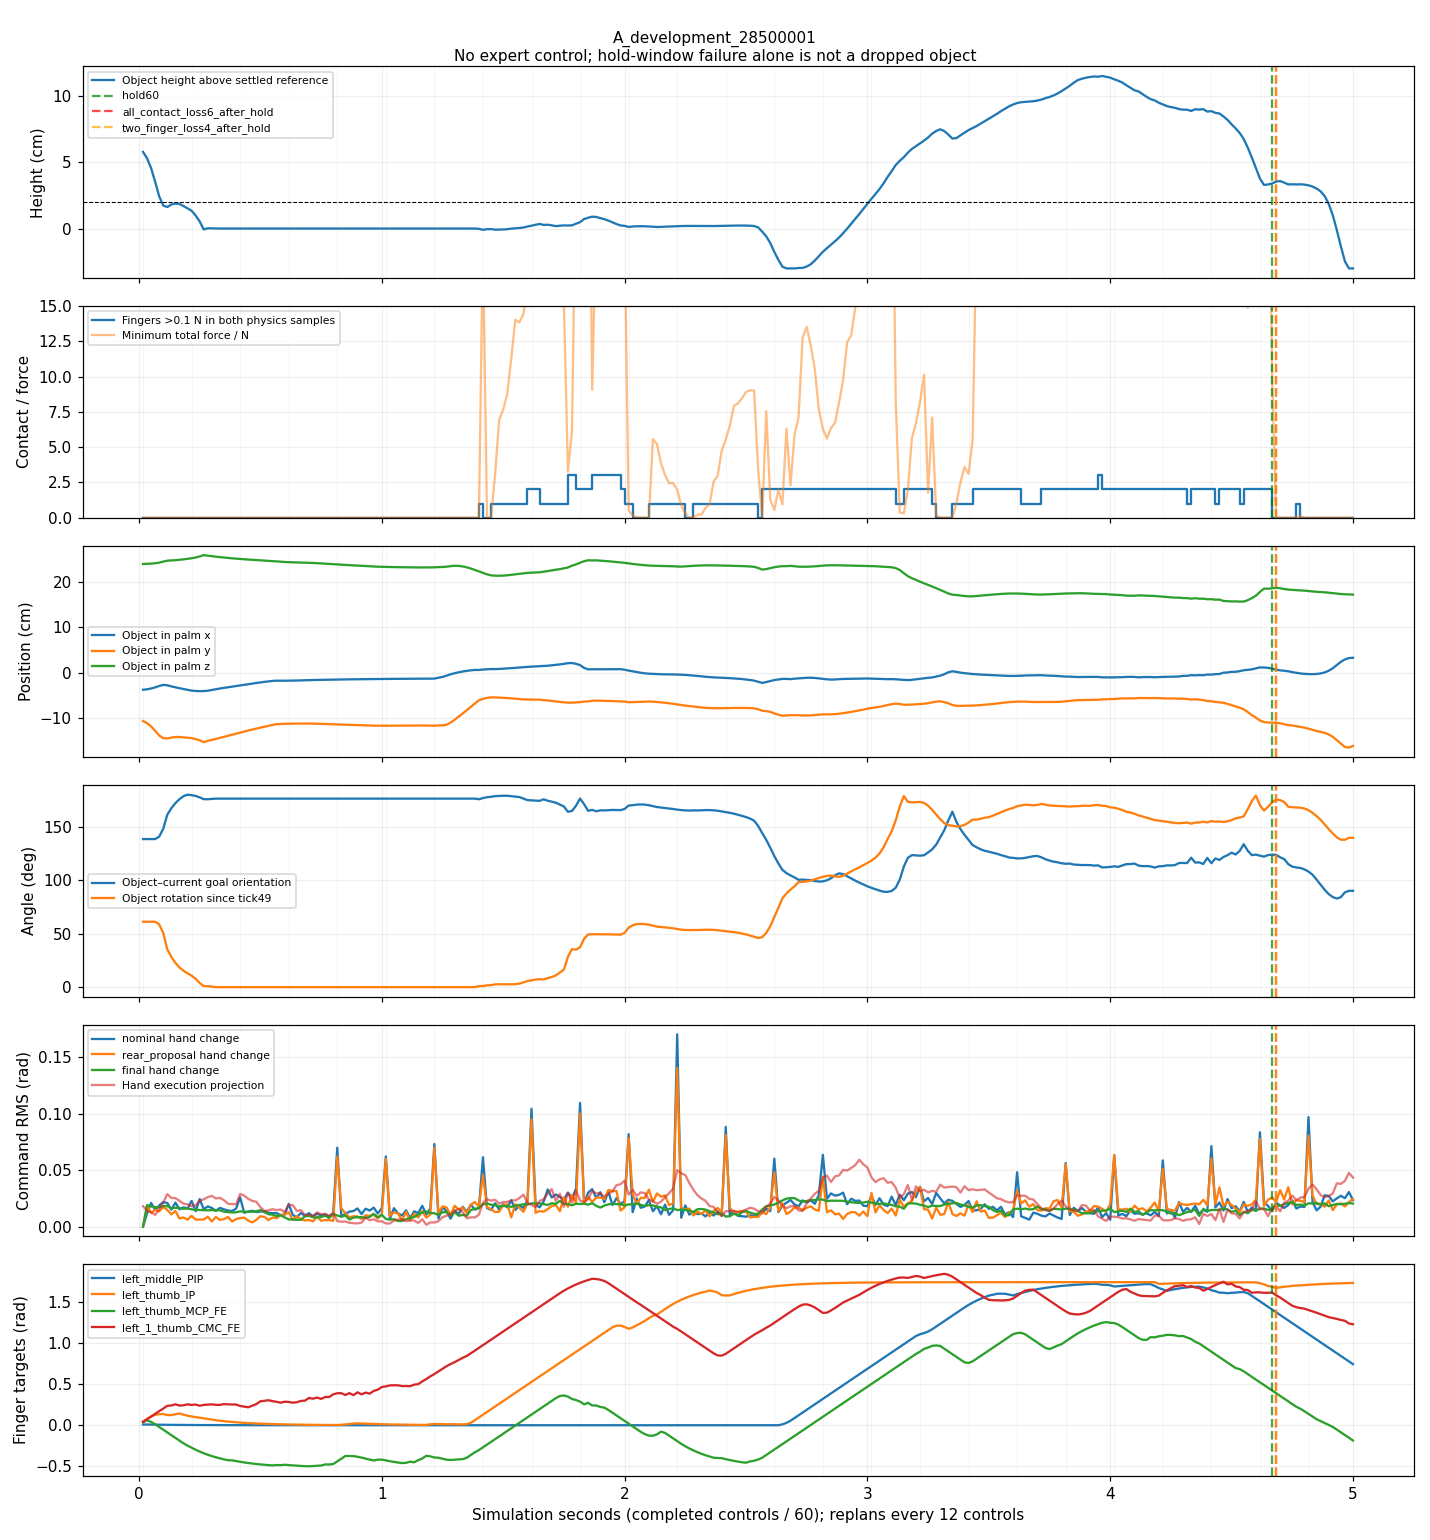 A_development_28500001
No expert control; hold-window failure alone is not a dropped object
Height (cm)
10
5
0
Object height above settled reference
hold60
all_contact_loss6_after_hold
two_finger_loss4_after_hold
Contact / force
15.0
12.5
10.0
7.5
5.0
2.5
0.0
Fingers >0.1 N in both physics samples
Minimum total force / N
Position (cm)
20
10
0
−10
Object in palm x
Object in palm y
Object in palm z
Angle (deg)
150
100
50
0
Object–current goal orientation
Object rotation since tick49
Command RMS (rad)
0.15
0.10
0.05
0.00
nominal hand change
rear_proposal hand change
final hand change
Hand execution projection
Finger targets (rad)
1.5
1.0
0.5
0.0
−0.5
left_middle_PIP
left_thumb_IP
left_thumb_MCP_FE
left_1_thumb_CMC_FE
0 1 2 3 4 5
Simulation seconds (completed controls / 60); replans every 12 controls